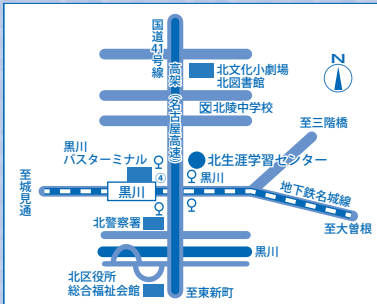 国道41号線
高架(名古屋高速)
北文化小劇場
北図書館
N
文 北陵中学校
至三階橋
黒川
バスターミナル
④
北生涯学習センター
黒川
至城見通
黒川
地下鉄名城線
至大曽根
北警察署
黒川
北区役所
総合福祉会館
至東新町